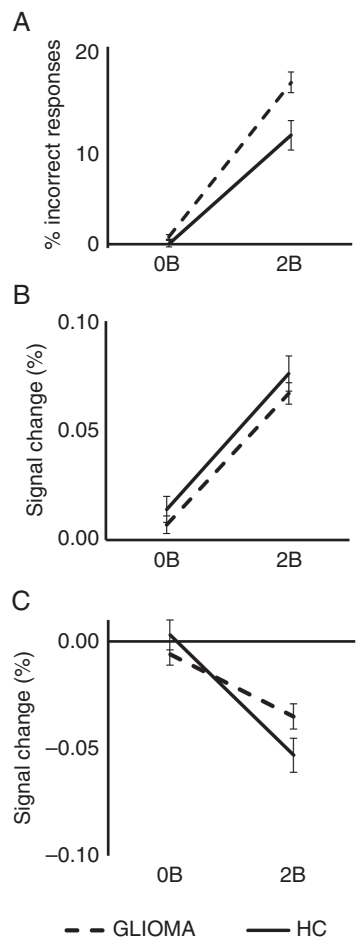 A
% incorrect responses
20
10
0
0B 2B
B
Signal change (%)
0.10
0.05
0.00
0B 2B
C
Signal change (%)
0.00
−0.05
−0.10
0B 2B
GLIOMA HC